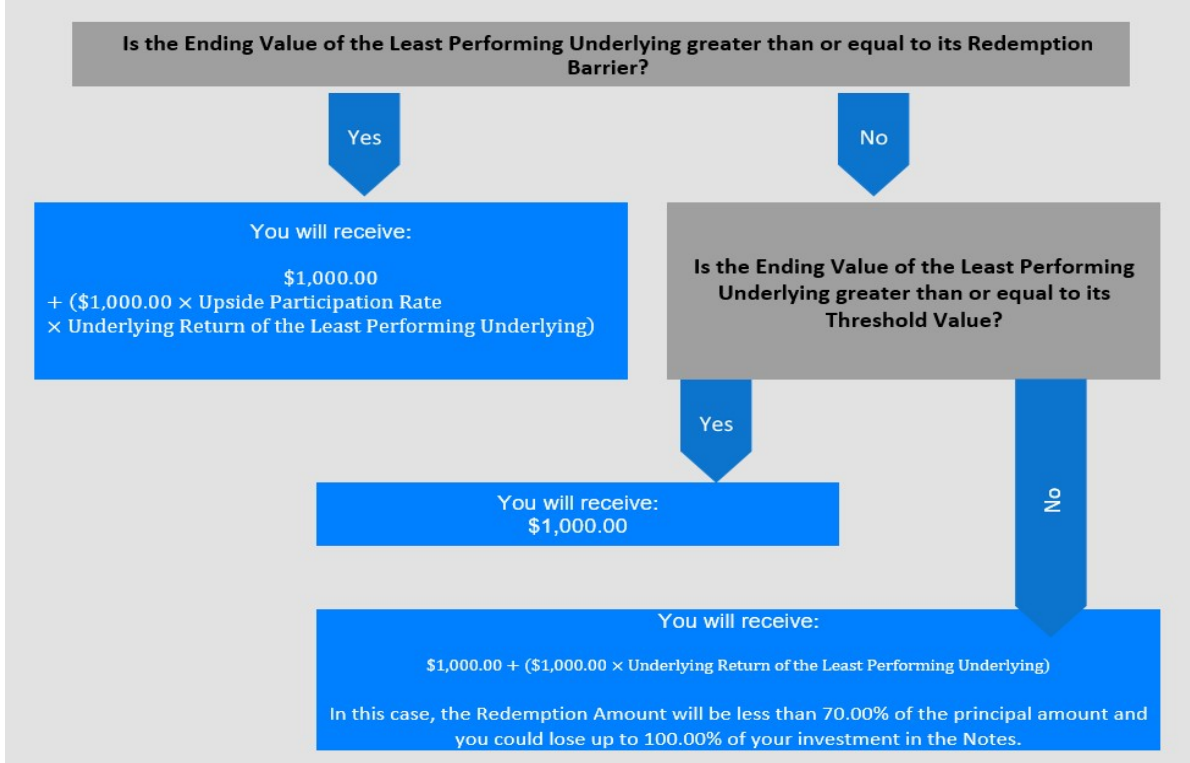 Is the Ending Value of the Least Performing Underlying greater than or equal to its Redemption
Barrier?
Yes
No
You will receive:
$1,000.00
+ ($1,000.00 × Upside Participation Rate
× Underlying Return of the Least Performing Underlying)
Is the Ending Value of the Least Performing
Underlying greater than or equal to its
Threshold Value?
Yes
No
You will receive:
$1,000.00
You will receive:
$1,000.00 + ($1,000.00 × Underlying Return of the Least Performing Underlying)
In this case, the Redemption Amount will be less than 70.00% of the principal amount and
you could lose up to 100.00% of your investment in the Notes.